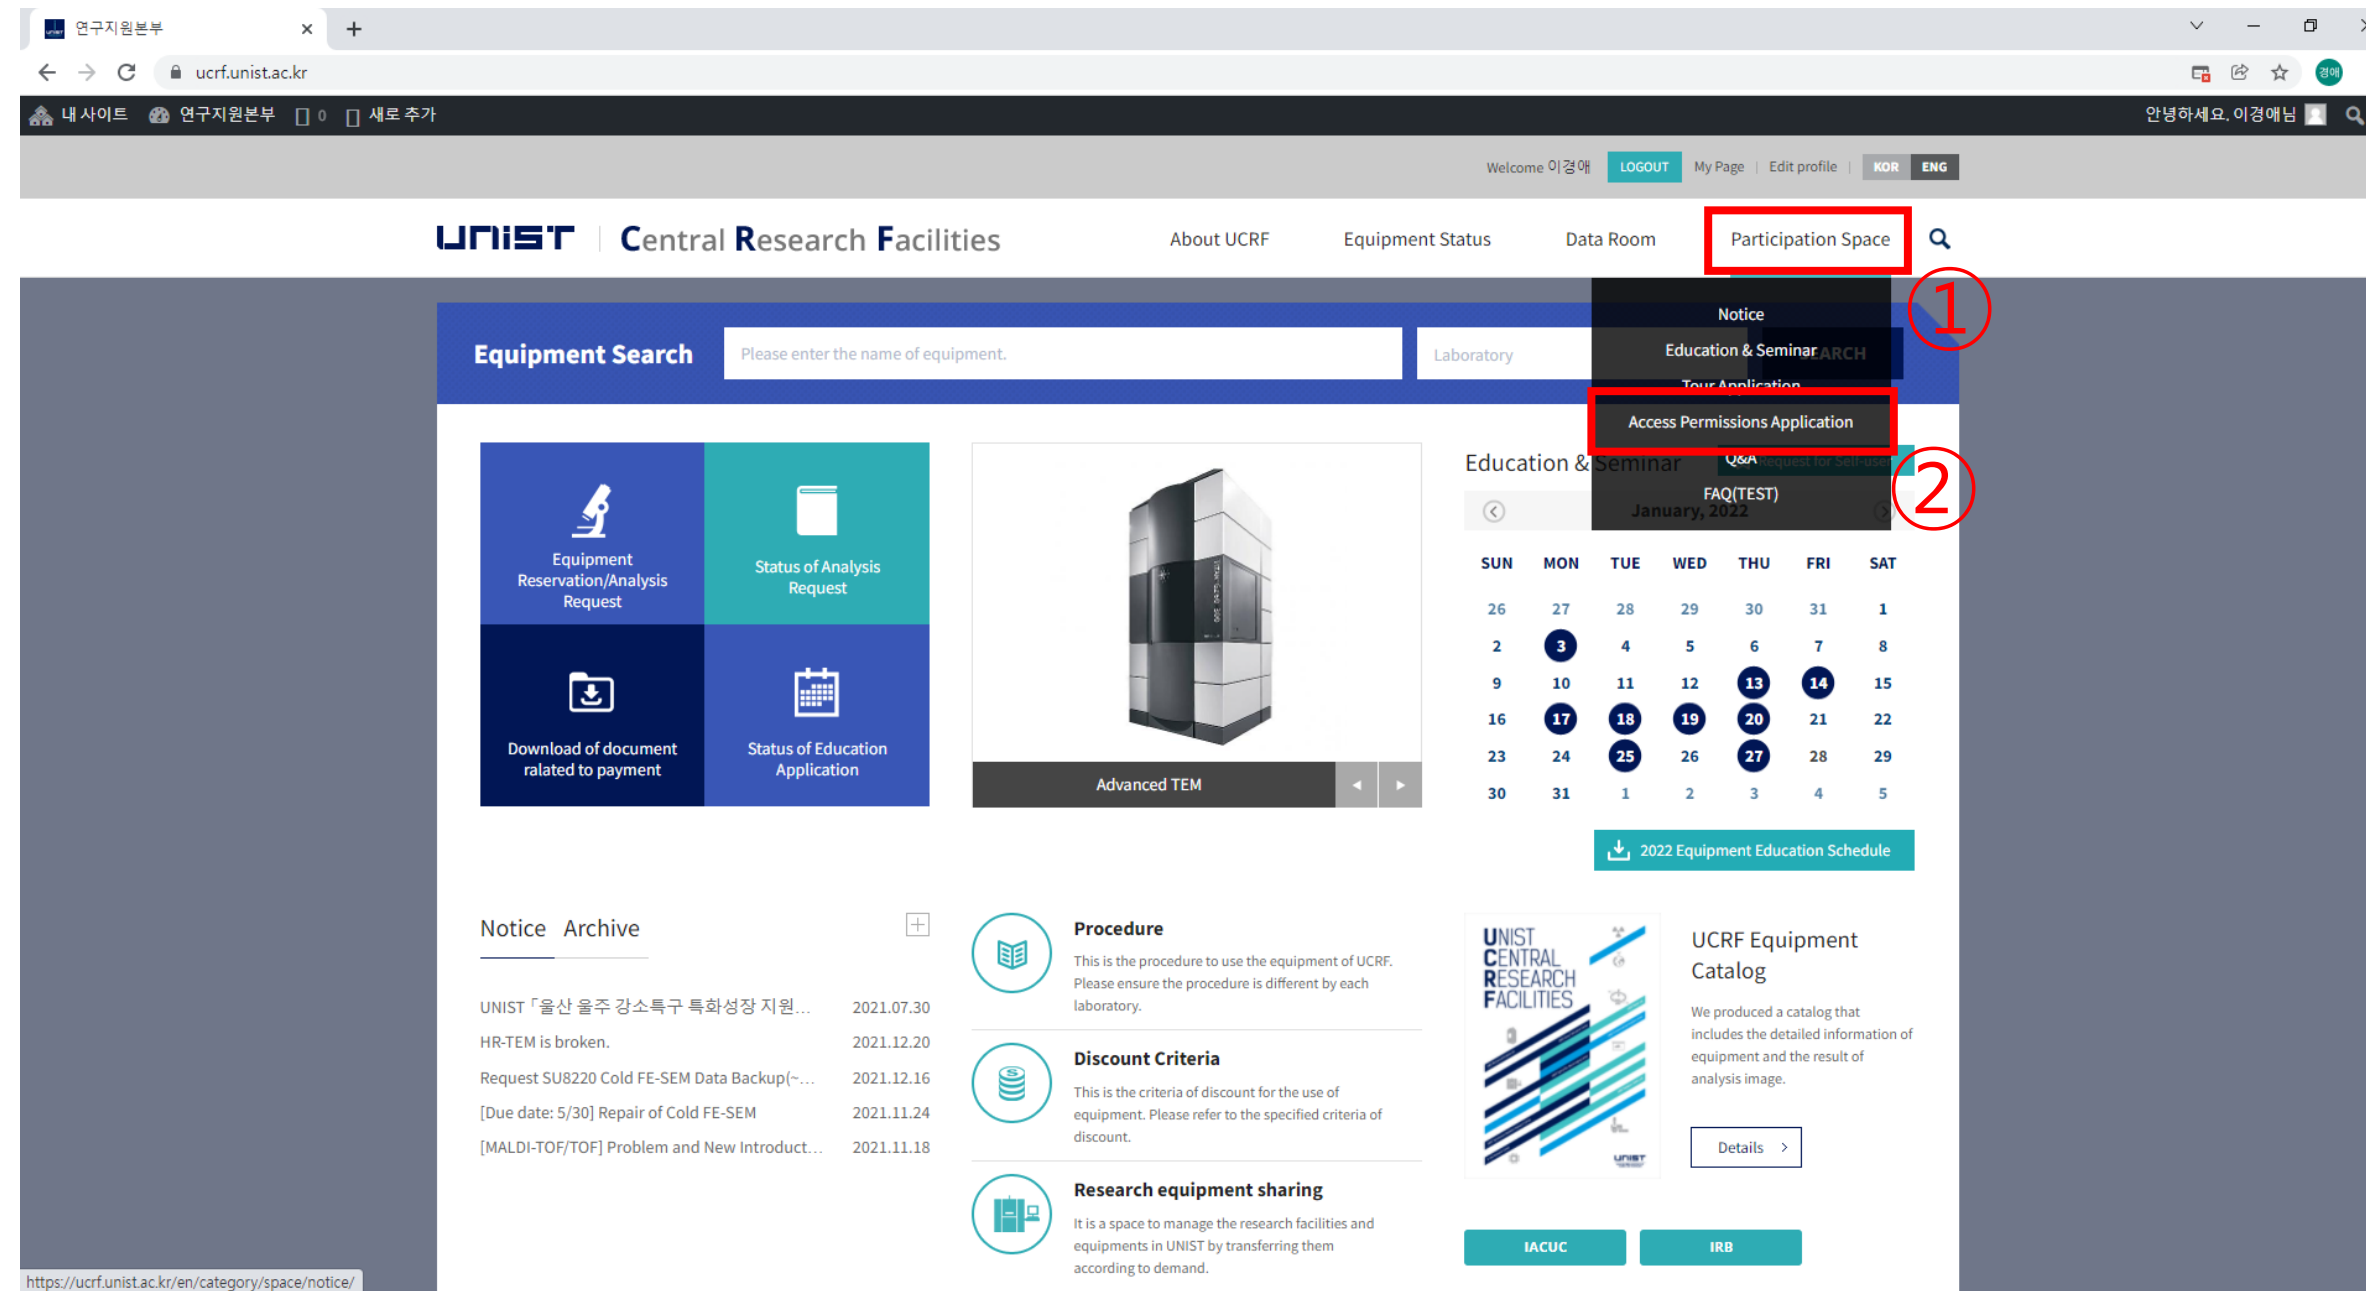 연구지원본부
ucrf.unist.ac.kr
경애
내 사이트 연구지원본부 0 새로 추가
안녕하세요. 이경애님
Welcome 이경애 LOGOUT My Page | Edit profile | KOR ENG
UNIST Central Research Facilities
About UCRF Equipment Status Data Room Participation Space
①
Notice
Education & Seminar
Tour Application
Access Permissions Application
Q&A
FAQ(TEST)
②
Equipment Search
Please enter the name of equipment.
Laboratory
SEARCH
Equipment
Reservation/Analysis
Request
Status of Analysis
Request
Download of document
ralated to payment
Status of Education
Application
Advanced TEM
Education & Seminar
Request for Self-user
January, 2022
SUN MON TUE WED THU FRI SAT
26 27 28 29 30 31 1
2 3 4 5 6 7 8
9 10 11 12 13 14 15
16 17 18 19 20 21 22
23 24 25 26 27 28 29
30 31 1 2 3 4 5
2022 Equipment Education Schedule
Notice Archive
UNIST「울산 울주 강소특구 특화성장 지원... 2021.07.30
HR-TEM is broken. 2021.12.20
Request SU8220 Cold FE-SEM Data Backup(~... 2021.12.16
[Due date: 5/30] Repair of Cold FE-SEM 2021.11.24
[MALDI-TOF/TOF] Problem and New Introduct... 2021.11.18
Procedure
This is the procedure to use the equipment of UCRF.
Please ensure the procedure is different by each
laboratory.
Discount Criteria
This is the criteria of discount for the use of
equipment. Please refer to the specified criteria of
discount.
Research equipment sharing
It is a space to manage the research facilities and
equipments in UNIST by transferring them
according to demand.
UNIST
CENTRAL
RESEARCH
FACILITIES
UNIST
UCRF Equipment
Catalog
We produced a catalog that
includes the detailed information of
equipment and the result of
analysis image.
Details >
IACUC IRB
https://ucrf.unist.ac.kr/en/category/space/notice/